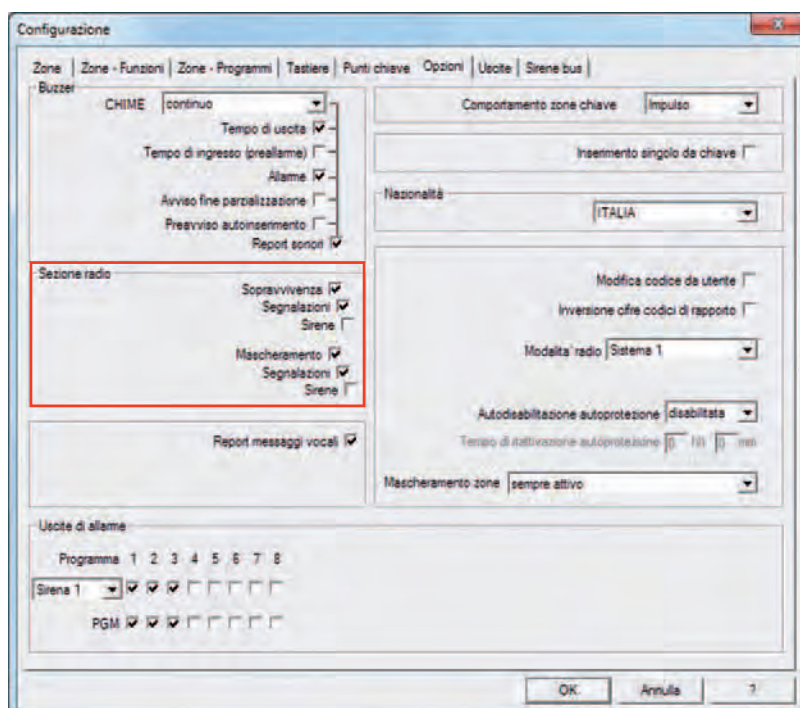 Configurazione
Zone | Zone - Funzioni | Zone - Programmi | Tastiere | Punti chiave | Opzioni | Uscite | Sirene bus
Buzzer
CHIME continuo
Tempo di uscita
Tempo di ingresso (preallarme)
Allarme
Avviso fine parzializzazione
Preavviso autoinserimento
Report sonori
Sezione radio
Sopravvivenza
Segnalazioni
Sirene
Mascheramento
Segnalazioni
Sirene
Report messaggi vocali
Comportamento zone chiave Impulso
Inserimento singolo da chiave
Nazionalità
ITALIA
Modifica codice da utente
Inversione cifre codici di rapporto
Modalita' radio Sistema 1
Autodisabilitazione autoprotezione disabilitata
Tempo di riattivazione autoprotezione 0 hh 0 mm
Mascheramento zone sempre attivo
Uscite di allarme
Programma 1 2 3 4 5 6 7 8
Sirena 1
PGM
OK Annulla ?